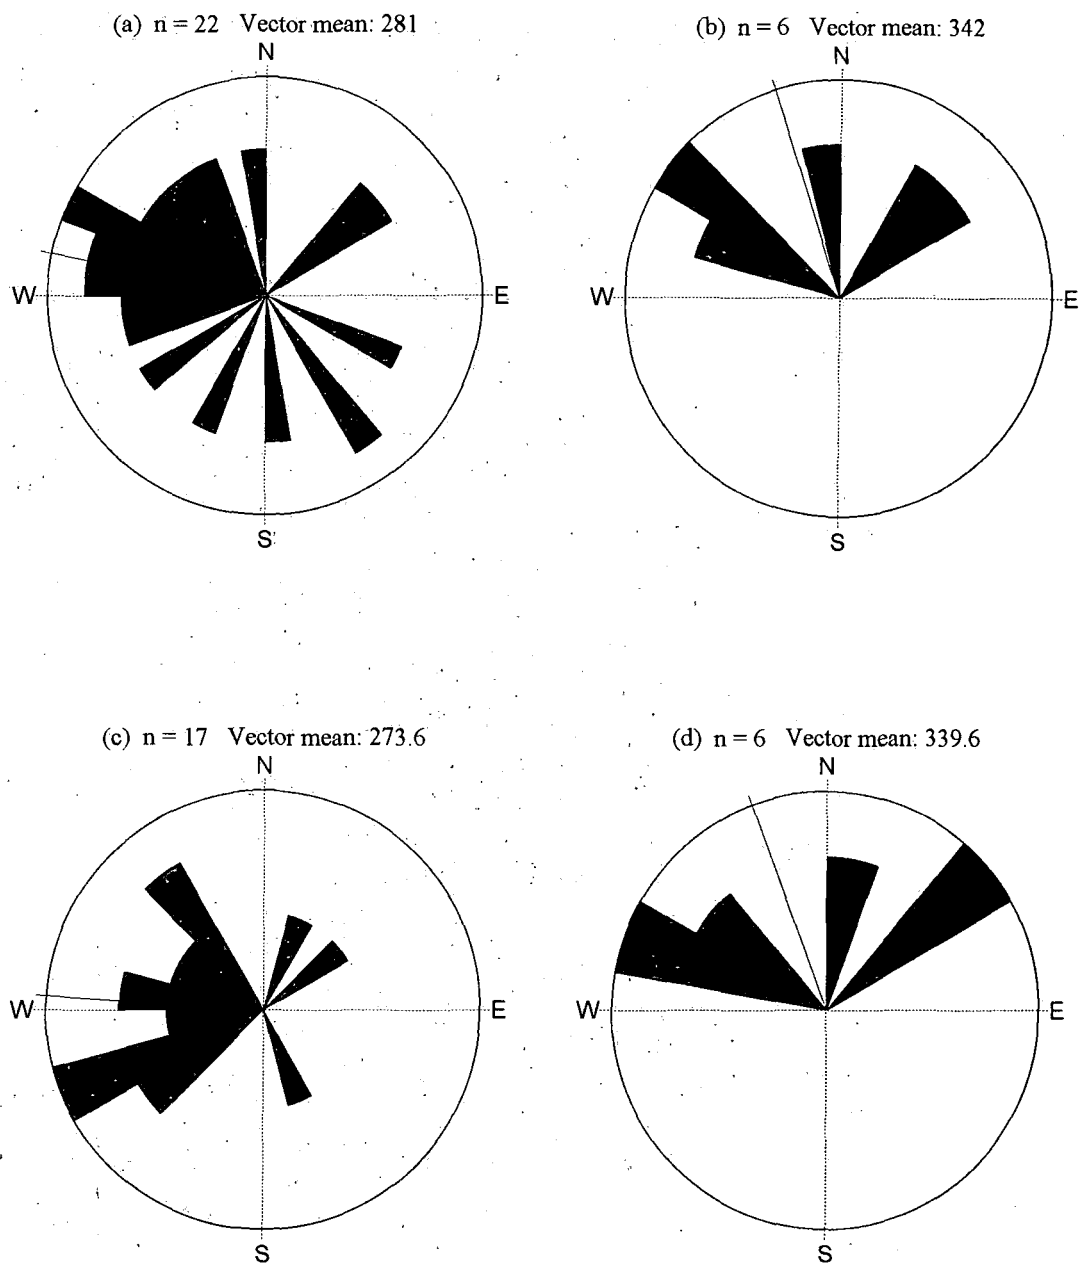 (a) n = 22 Vector mean: 281
N
W
E
S
(b) n = 6 Vector mean: 342
N
W
E
S
(c) n = 17 Vector mean: 273.6
N
W
E
S
(d) n = 6 Vector mean: 339.6
N
W
E
S